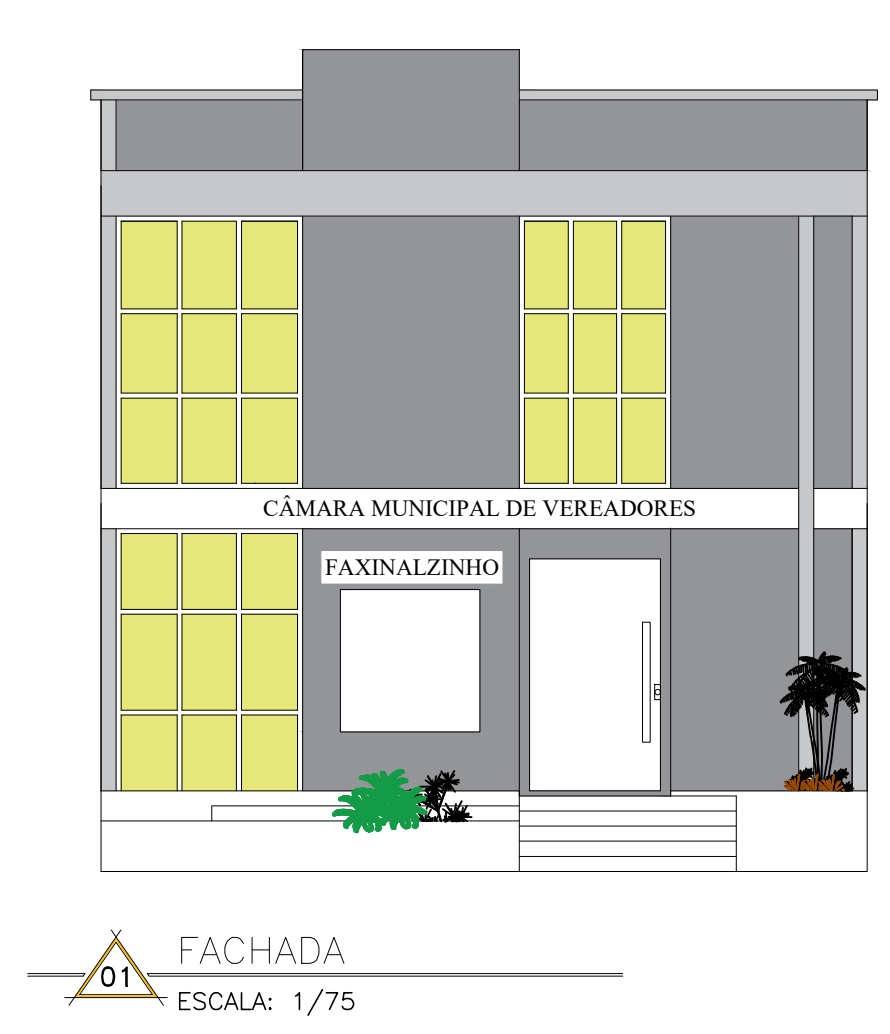 CÂMARA MUNICIPAL DE VEREADORES
FAXINALZINHO
FACHADA
01
ESCALA: 1/75